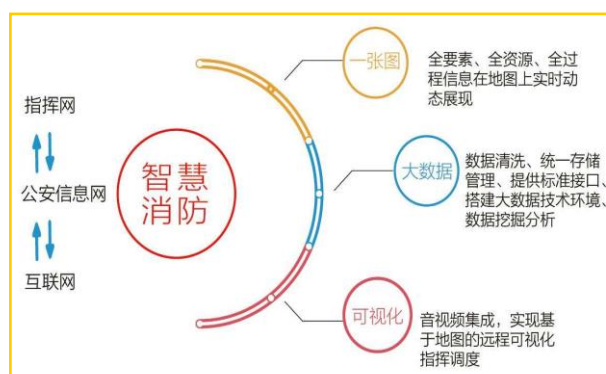 指挥网
公安信息网
互联网
智慧
消防
一张图
全要素、全资源、全过
程信息在地图上实时动
态展现
大数据
数据清洗、统一存储
管理、提供标准接口、
搭建大数据技术环境、
数据挖掘分析
可视化
音视频集成，实现基
于地图的远程可视化
指挥调度